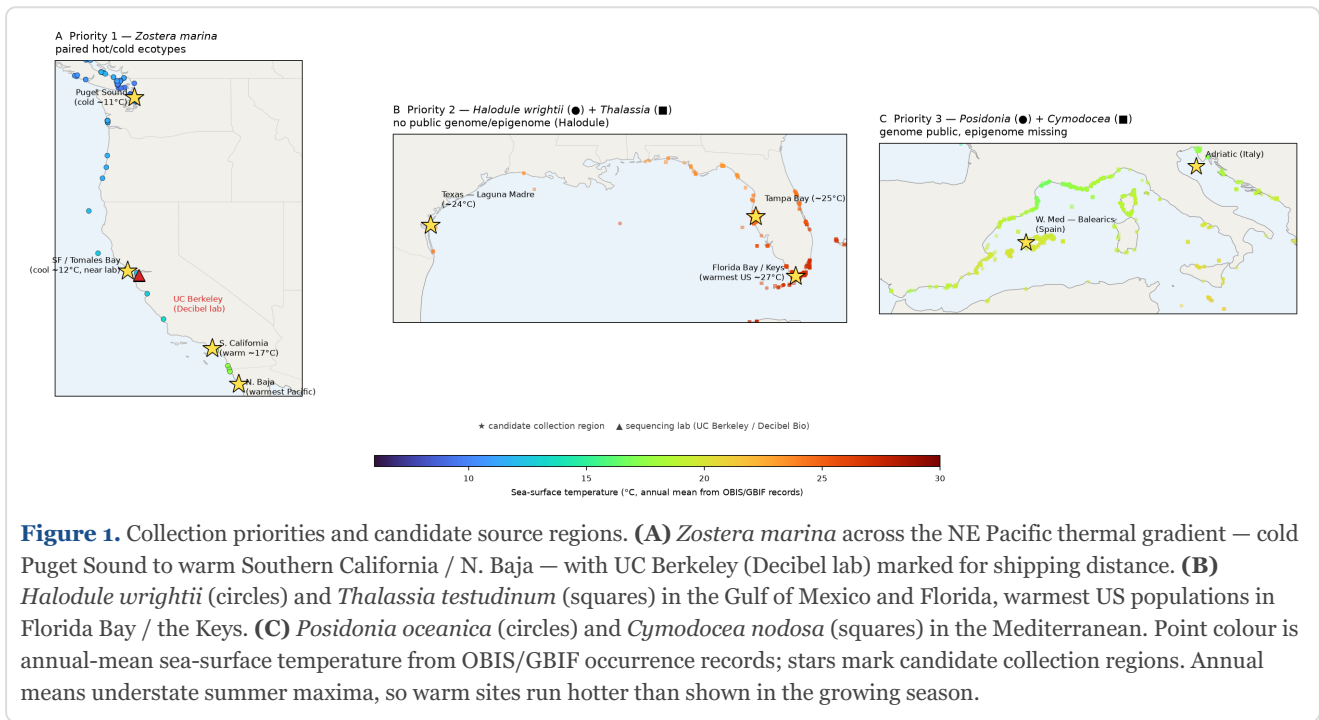 A Priority 1 — Zostera marina
paired hot/cold ecotypes
Puget Sound
(cold ~11°C)
SF / Tomales Bay
(cool ~12°C, near lab)
UC Berkeley
(Decibel lab)
S. California
(warm ~17°C)
N. Baja
(warmest Pacific)
B Priority 2 — Halodule wrightii (●) + Thalassia (■)
no public genome/epigenome (Halodule)
Texas — Laguna Madre
(~24°C)
Tampa Bay (~25°C)
Florida Bay / Keys
(warmest US ~27°C)
C Priority 3 — Posidonia (●) + Cymodocea (■)
genome public, epigenome missing
Adriatic (Italy)
W. Med — Balearics
(Spain)
★ candidate collection region ▲ sequencing lab (UC Berkeley / Decibel Bio)
10 15 20 25 30
Sea-surface temperature (°C, annual mean from OBIS/GBIF records)
Figure 1. Collection priorities and candidate source regions. (A) Zostera marina across the NE Pacific thermal gradient — cold
Puget Sound to warm Southern California / N. Baja — with UC Berkeley (Decibel lab) marked for shipping distance. (B)
Halodule wrightii (circles) and Thalassia testudinum (squares) in the Gulf of Mexico and Florida, warmest US populations in
Florida Bay / the Keys. (C) Posidonia oceanica (circles) and Cymodocea nodosa (squares) in the Mediterranean. Point colour is
annual-mean sea-surface temperature from OBIS/GBIF occurrence records; stars mark candidate collection regions. Annual
means understate summer maxima, so warm sites run hotter than shown in the growing season.